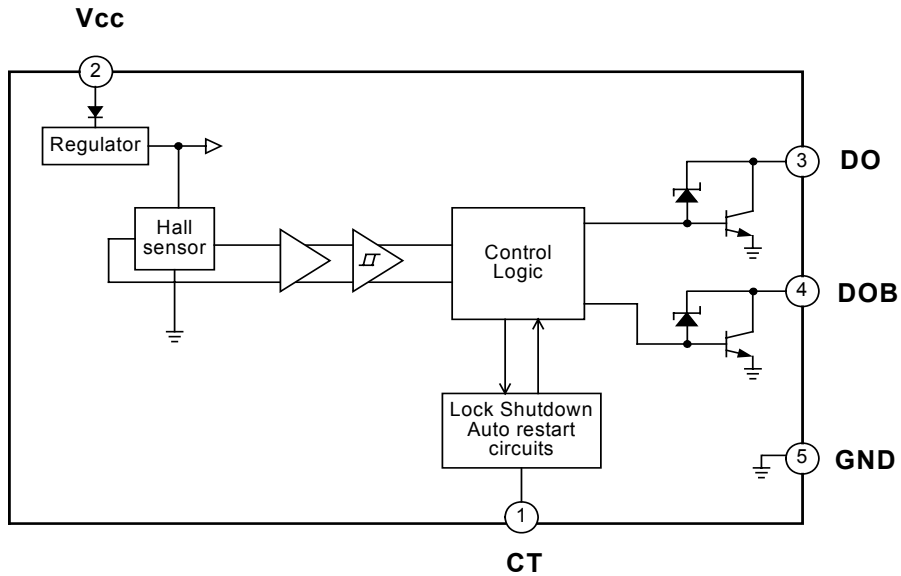 Vcc
2
Regulator
3
DO
Hall
sensor
Control
Logic
4
DOB
Lock Shutdown
Auto restart
circuits
5
GND
1
CT